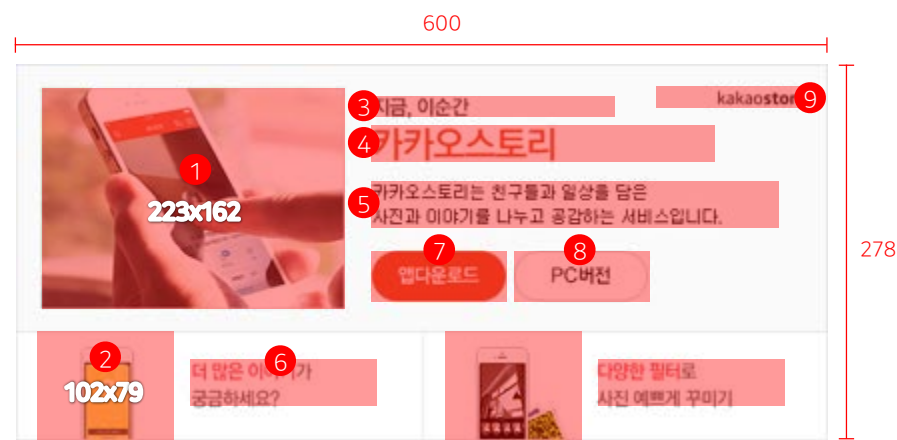 600
278
1
223x162
3
지금, 이순간
kakaostor
9
4
카카오스토리
5
카카오스토리는 친구들과 일상을 담은
사진과 이야기를 나누고 공감하는 서비스입니다.
7
앱다운로드
8
PC버전
2
102x79
6
더 많은 이야기가
궁금하세요?
다양한 필터로
사진 예쁘게 꾸미기